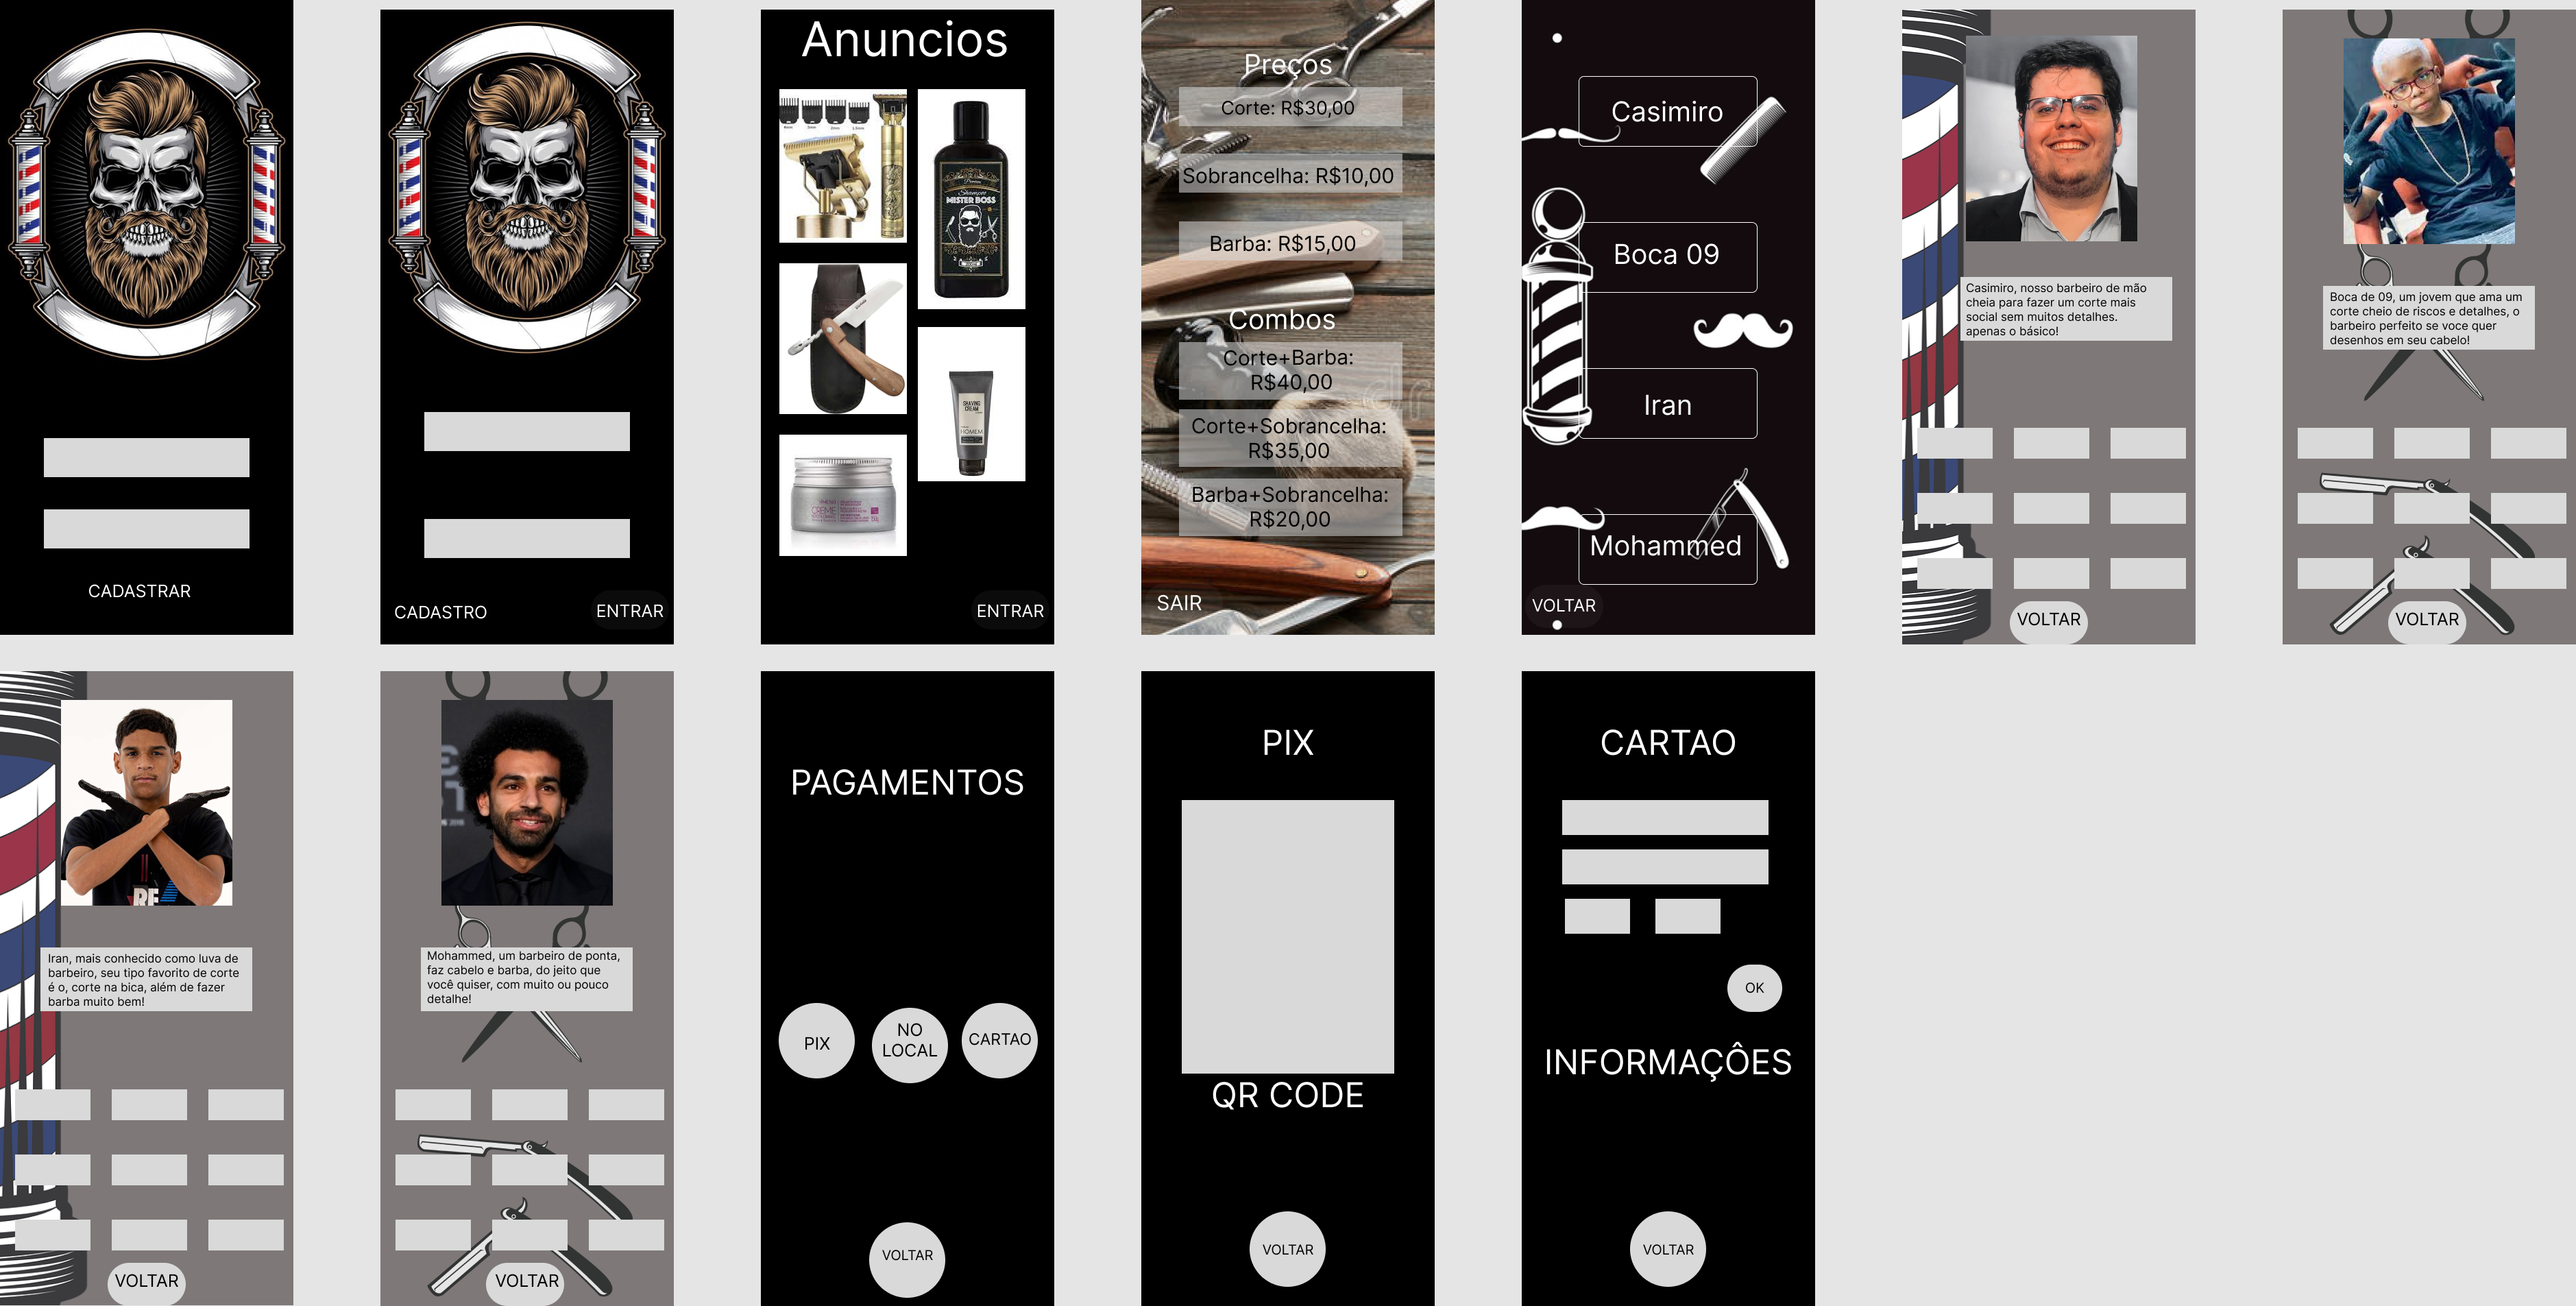 CADASTRAR
CADASTRO
ENTRAR
Anuncios
MISTER BOSS
SHAVING
CREAM
HOMEM
CREME
ENTRAR
Preços
Corte: R$30,00
Sobrancelha: R$10,00
Barba: R$15,00
Combos
Corte+Barba:
R$40,00
Corte+Sobrancelha:
R$35,00
Barba+Sobrancelha:
R$20,00
SAIR
Casimiro
Boca 09
Iran
Mohammed
VOLTAR
Casimiro, nosso barbeiro de mão
cheia para fazer um corte mais
social sem muitos detalhes.
apenas o básico!
VOLTAR
Boca de 09, um jovem que ama um
corte cheio de riscos e detalhes, o
barbeiro perfeito se voce quer
desenhos em seu cabelo!
VOLTAR
Iran, mais conhecido como luva de
barbeiro, seu tipo favorito de corte
é o, corte na bica, além de fazer
barba muito bem!
VOLTAR
Mohammed, um barbeiro de ponta,
faz cabelo e barba, do jeito que
você quiser, com muito ou pouco
detalhe!
VOLTAR
PAGAMENTOS
PIX
NO
LOCAL
CARTAO
VOLTAR
PIX
QR CODE
VOLTAR
CARTAO
OK
INFORMAÇÔES
VOLTAR